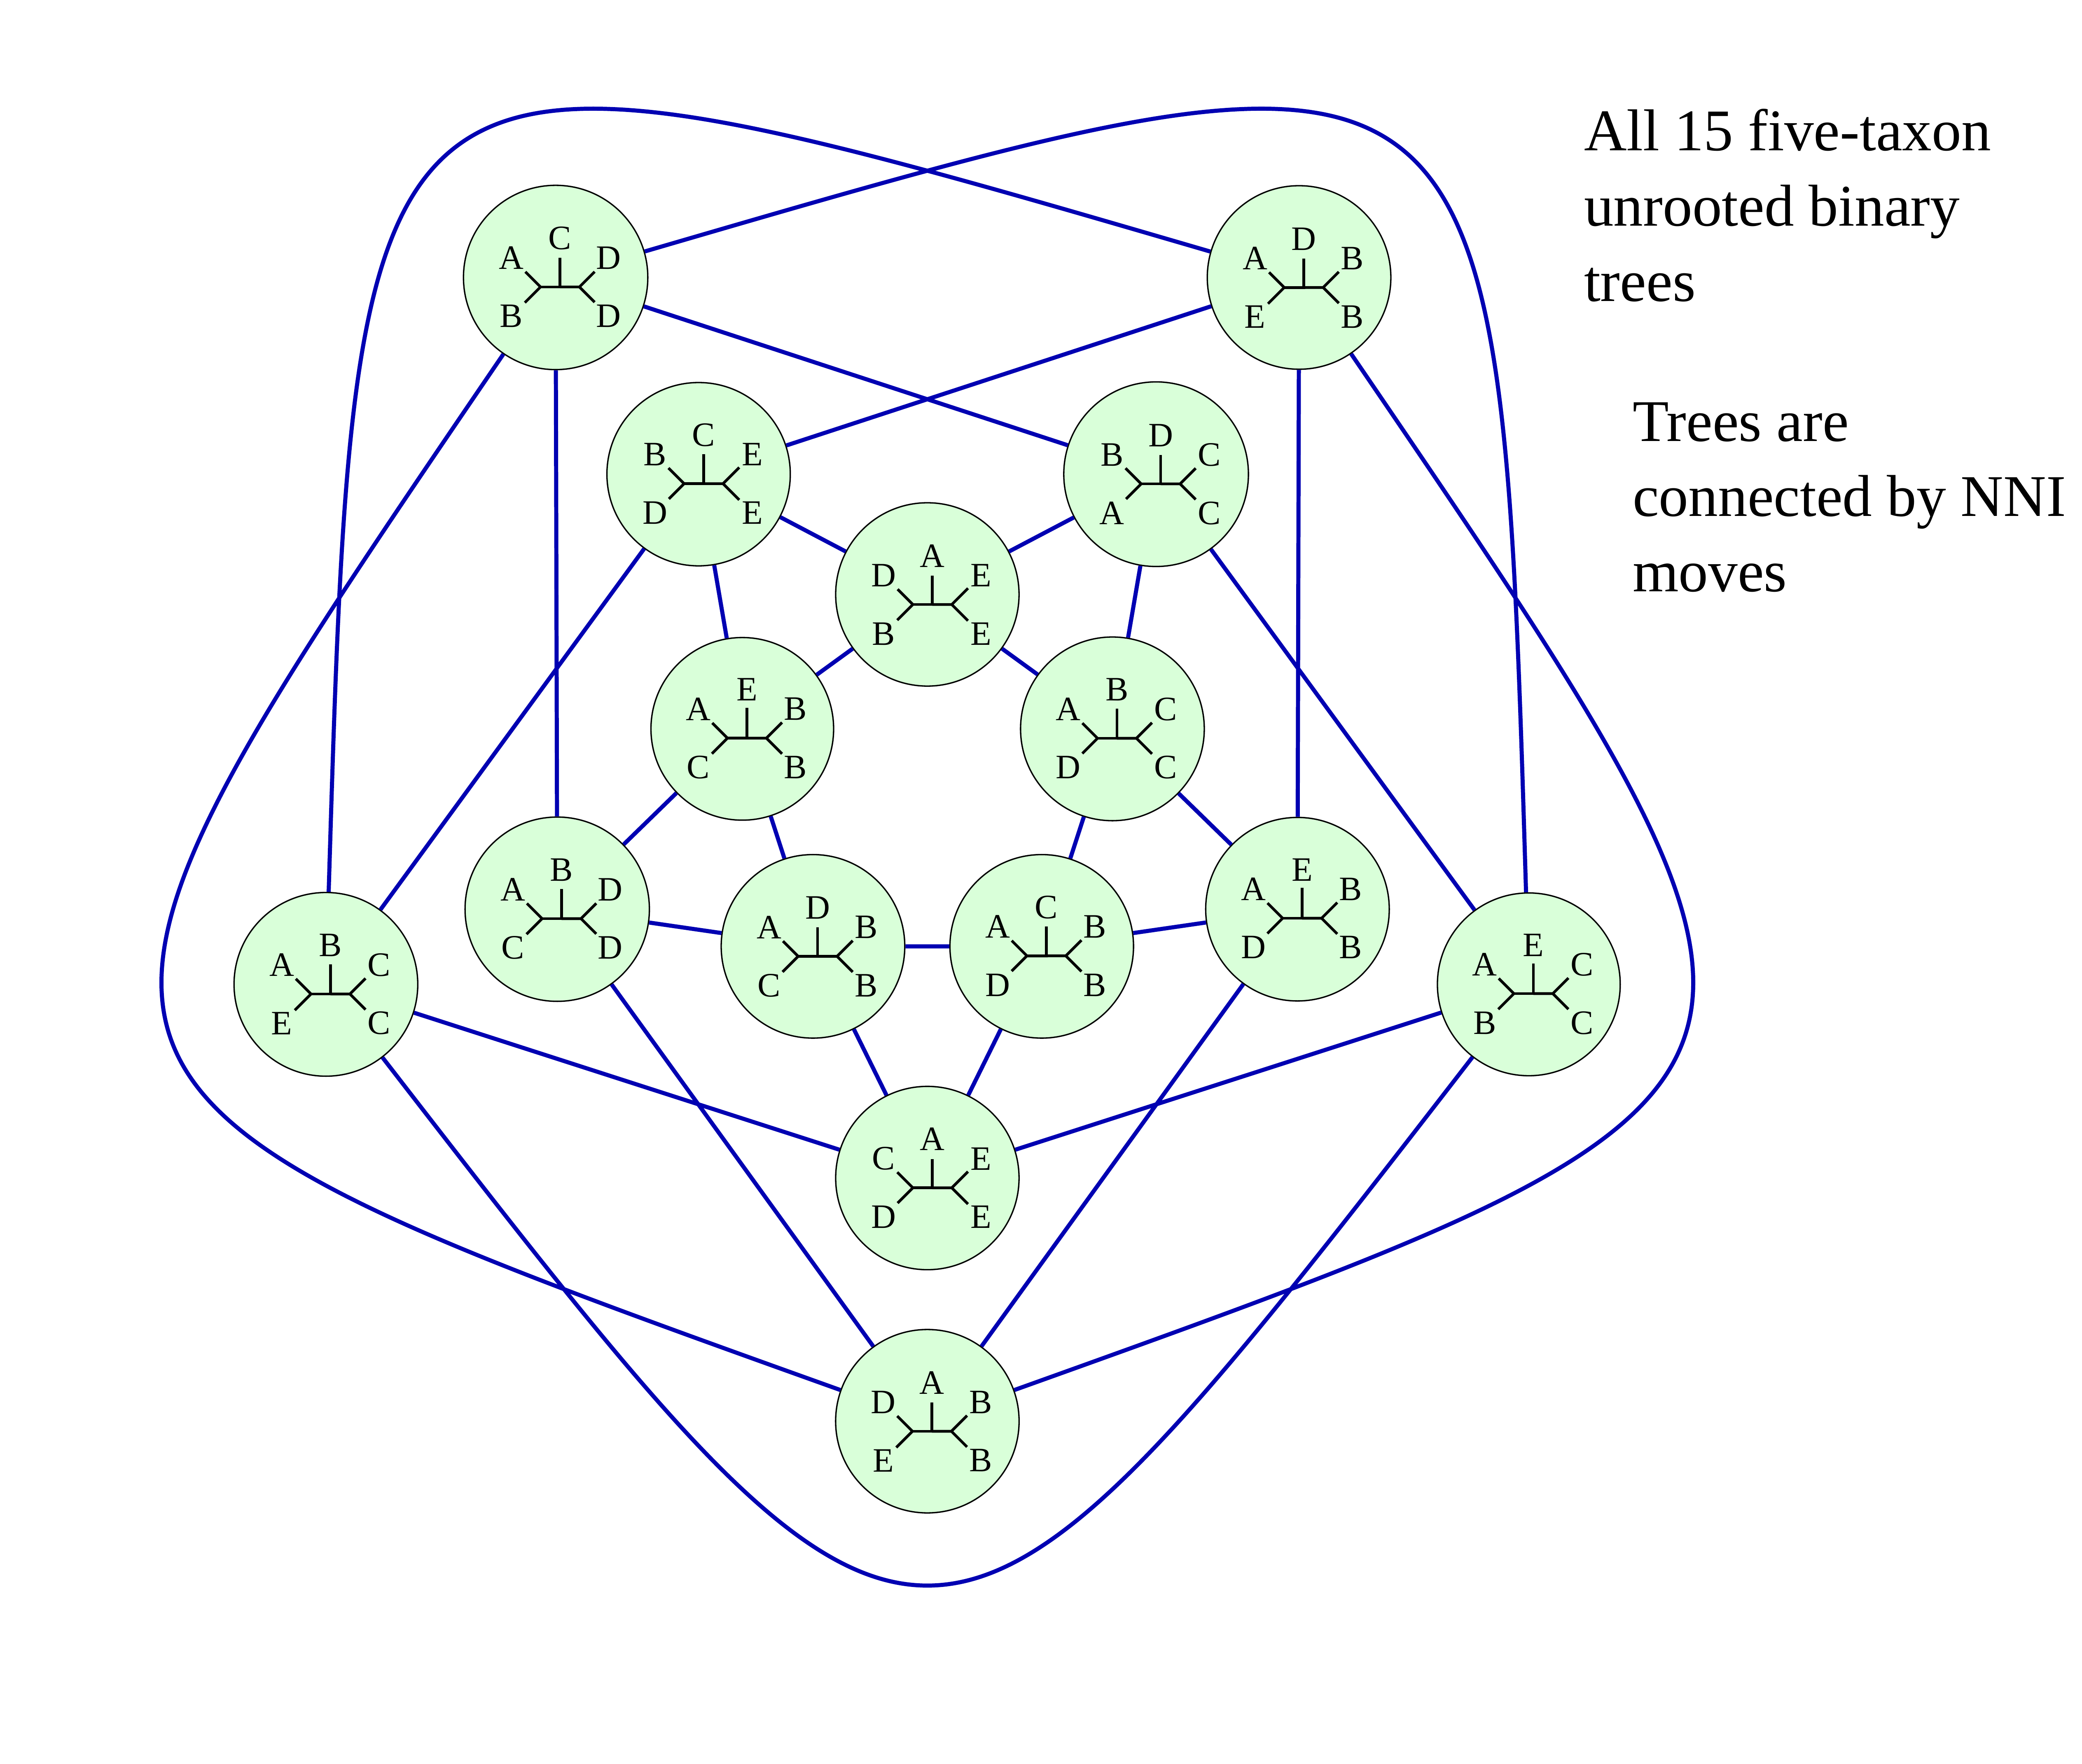 All 15 five-taxon
unrooted binary
trees
Trees are
connected by NNI
moves
C
A D
B D
D
A B
E B
C
B E
D E
D
B C
A C
A
D E
B E
E
A B
C B
B
A C
D C
B
A D
C D
E
A B
D B
D
A B
C B
C
A B
D B
B
A C
E C
E
A C
B C
A
C E
D E
A
D B
E B